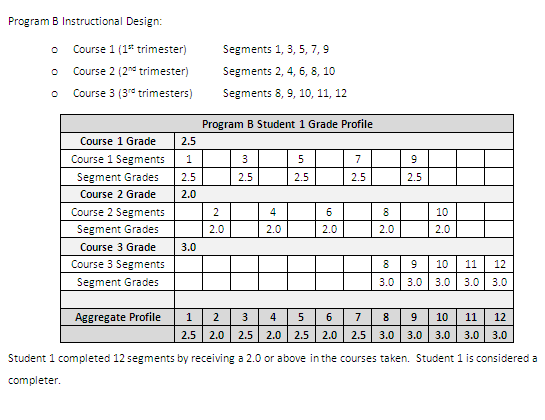 Program B Instructional Design:
o Course 1 (1st trimester) Segments 1, 3, 5, 7, 9
o Course 2 (2nd trimester) Segments 2, 4, 6, 8, 10
o Course 3 (3rd trimesters) Segments 8, 9, 10, 11, 12
Program B Student 1 Grade Profile
Course 1 Grade 2.5
Course 1 Segments 1 3 5 7 9
Segment Grades 2.5 2.5 2.5 2.5 2.5
Course 2 Grade 2.0
Course 2 Segments 2 4 6 8 10
Segment Grades 2.0 2.0 2.0 2.0 2.0
Course 3 Grade 3.0
Course 3 Segments 8 9 10 11 12
Segment Grades 3.0 3.0 3.0 3.0 3.0
Aggregate Profile 1 2 3 4 5 6 7 8 9 10 11 12
2.5 2.0 2.5 2.0 2.5 2.0 2.5 3.0 3.0 3.0 3.0 3.0
Student 1 completed 12 segments by receiving a 2.0 or above in the courses taken. Student 1 is considered a
completer.